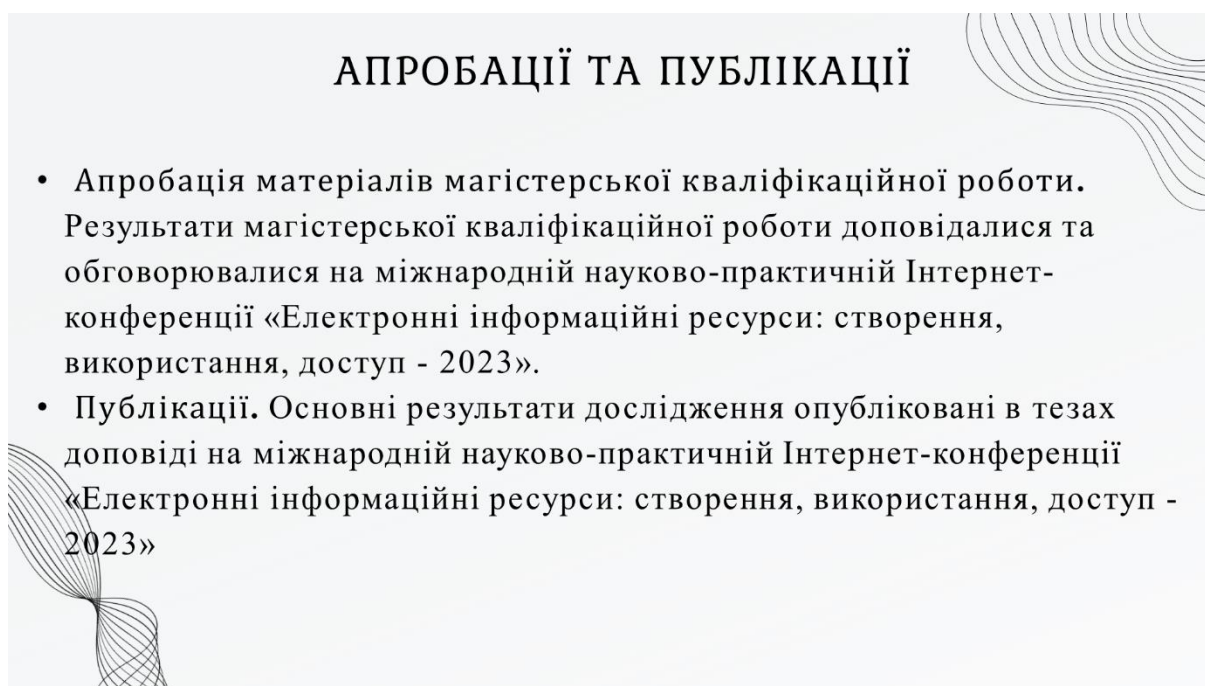 АПРОБАЦІЇ ТА ПУБЛІКАЦІЇ
• Апробація матеріалів магістерської кваліфікаційної роботи.
Результати магістерської кваліфікаційної роботи доповідалися та
обговорювалися на міжнародній науково-практичній Інтернет-
конференції «Електронні інформаційні ресурси: створення,
використання, доступ - 2023».
• Публікації. Основні результати дослідження опубліковані в тезах
доповіді на міжнародній науково-практичній Інтернет-конференції
«Електронні інформаційні ресурси: створення, використання, доступ -
2023»